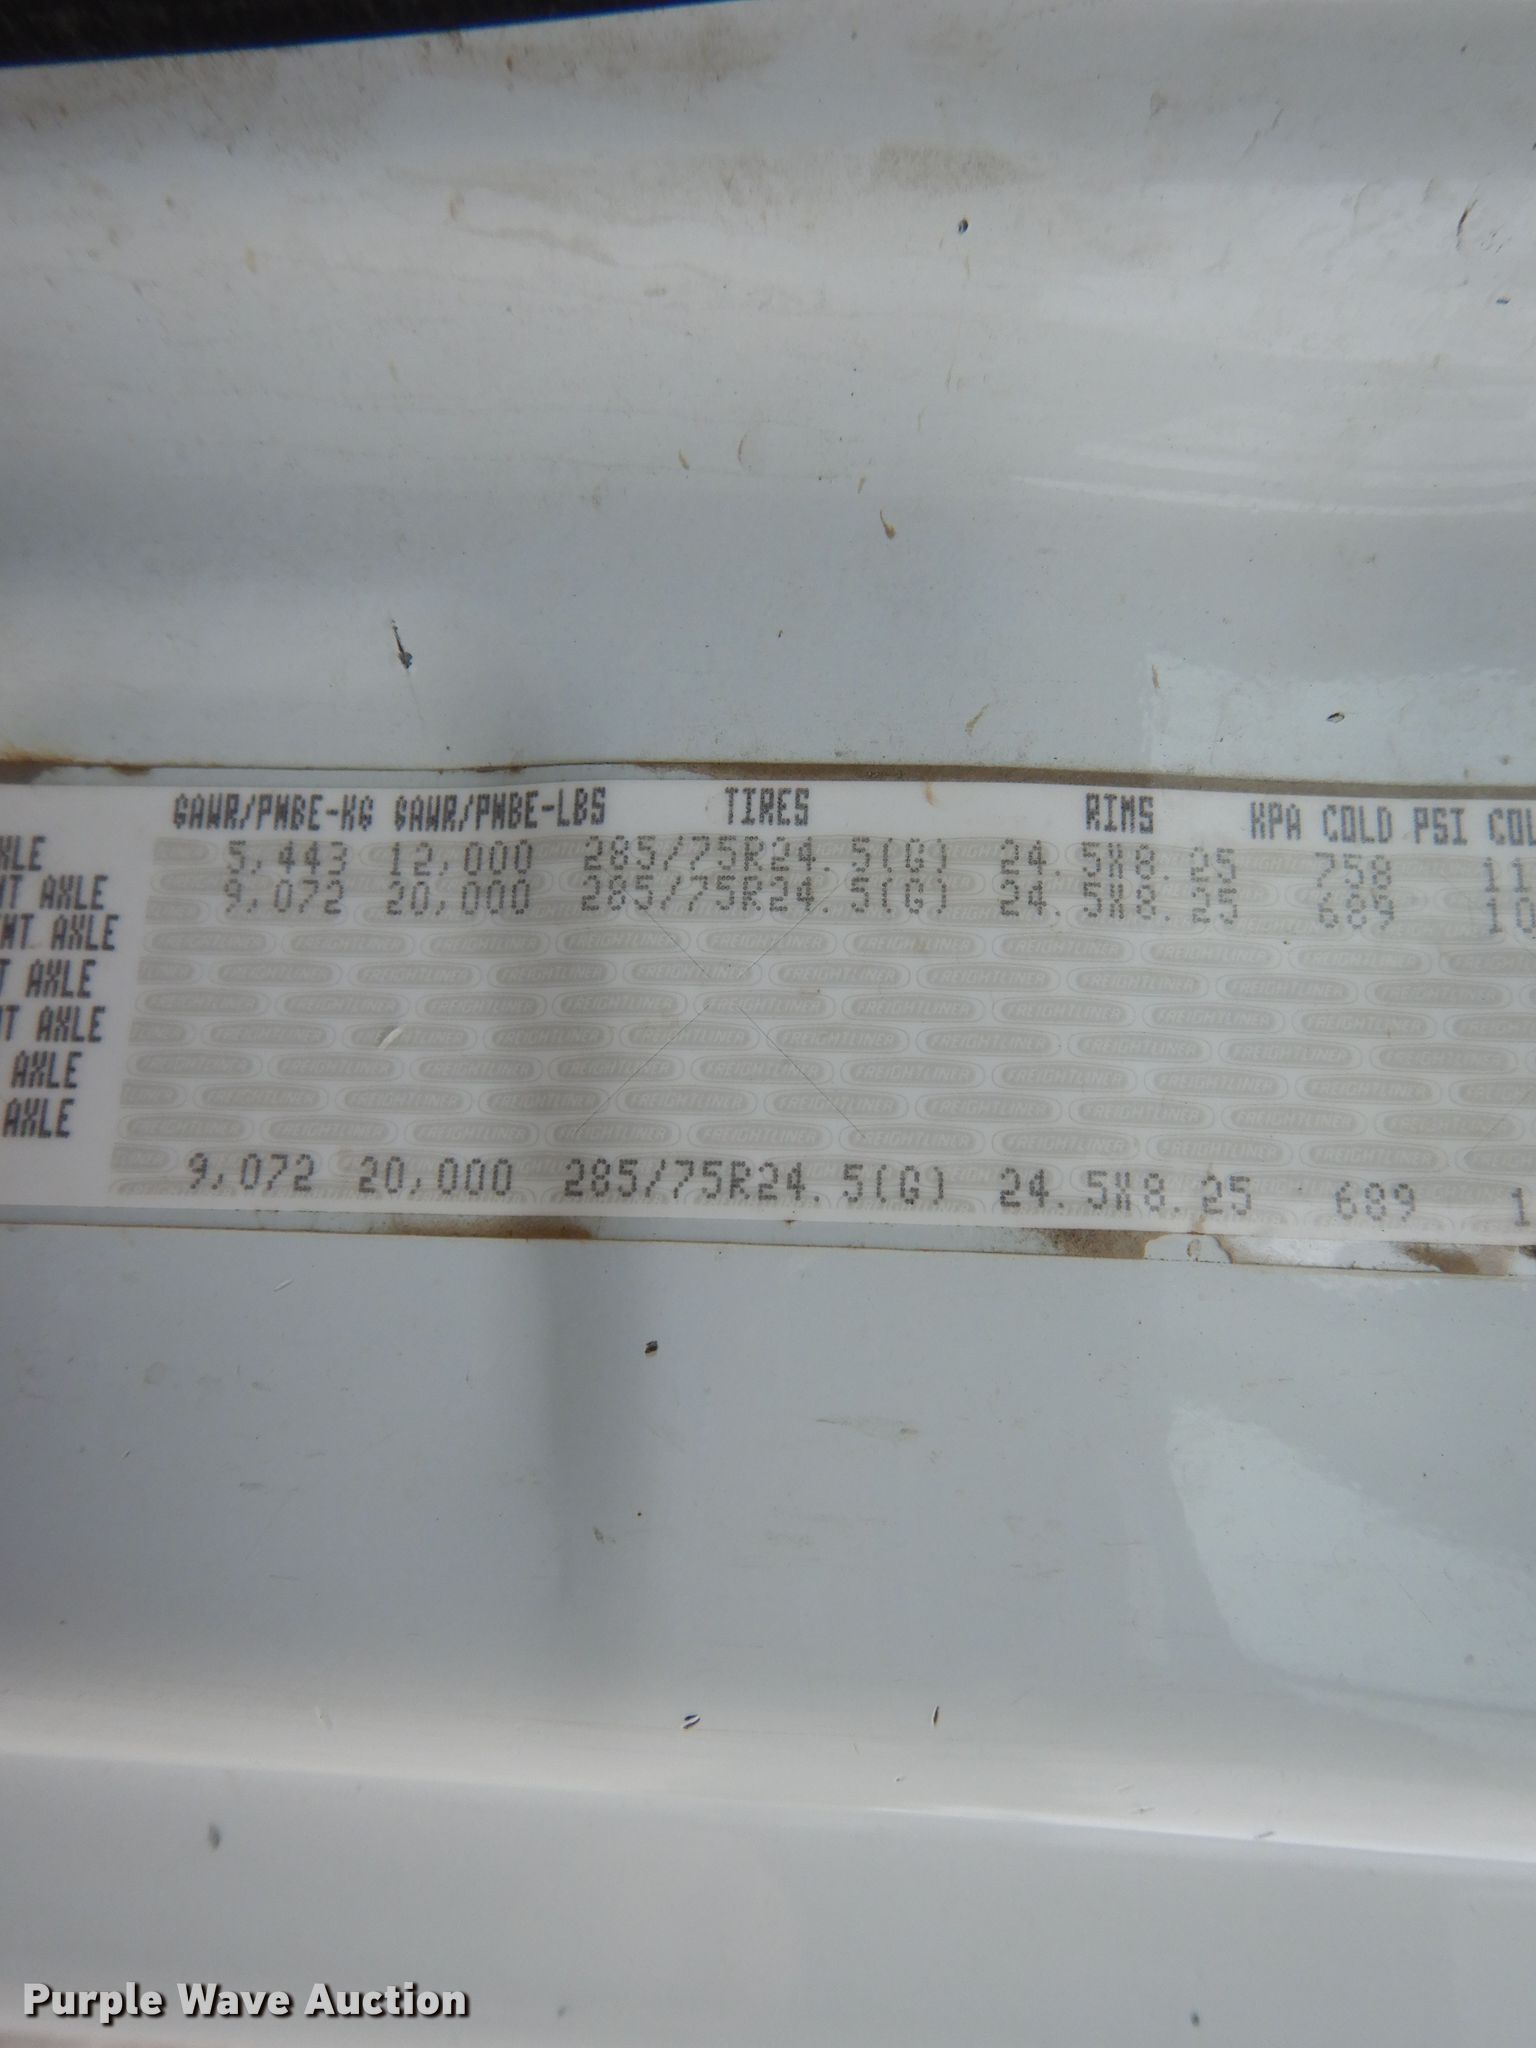 GAWR/PNBE-KG GAWR/PNBE-LBS TIRES RIMS KPA COLD PSI COL
XLE 5,443 12,000 285/75R24.5(G) 24.5X8.25 758 11
NT AXLE 9,072 20,000 285/75R24.5(G) 24.5X8.25 689 10
NT AXLE
T AXLE
NT AXLE
AXLE
AXLE
9,072 20,000 285/75R24.5(G) 24.5X8.25 689 1
FREIGHTLINER
Purple Wave Auction